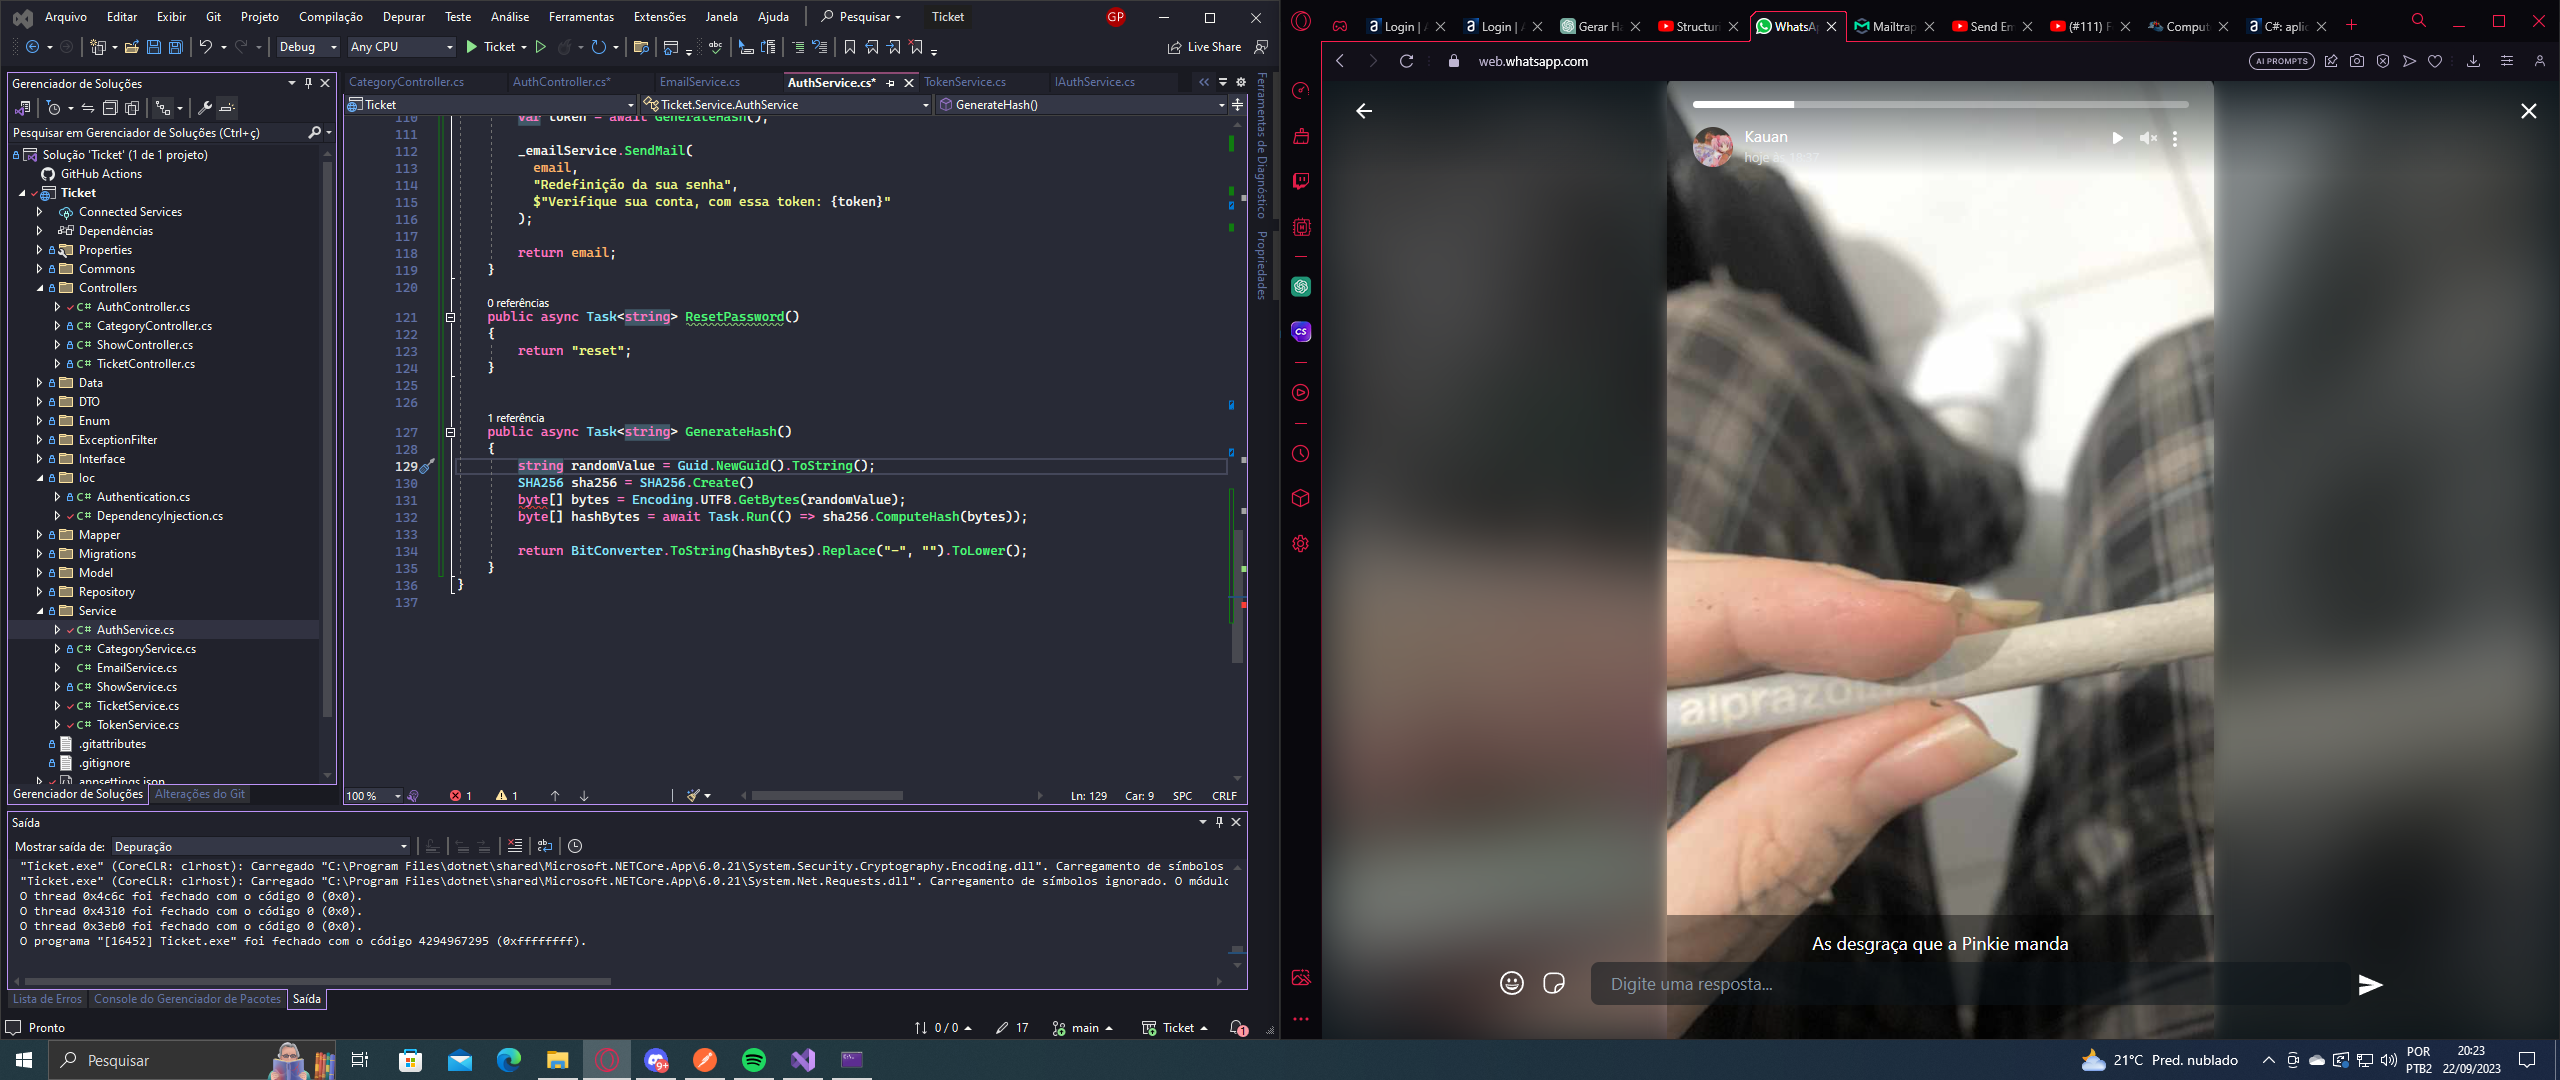 Arquivo Editar Exibir Git Projeto Compilação Depurar Teste Análise Ferramentas Extensões Janela Ajuda Pesquisar Ticket GP
Debug Any CPU Ticket Live Share
Gerenciador de Soluções
Pesquisar em Gerenciador de Soluções (Ctrl+ç)
Solução 'Ticket' (1 de 1 projeto)
GitHub Actions
Ticket
Connected Services
Dependências
Properties
Commons
Controllers
C# AuthController.cs
C# CategoryController.cs
C# ShowController.cs
C# TicketController.cs
Data
DTO
Enum
ExceptionFilter
Interface
Ioc
C# Authentication.cs
C# DependencyInjection.cs
Mapper
Migrations
Model
Repository
Service
C# AuthService.cs
C# CategoryService.cs
C# EmailService.cs
C# ShowService.cs
C# TicketService.cs
C# TokenService.cs
.gitattributes
.gitignore
appsettings.json
Gerenciador de Soluções Alterações do Git
CategoryController.cs AuthController.cs* EmailService.cs AuthService.cs* TokenService.cs IAuthService.cs
Ticket Ticket.Service.AuthService GenerateHash()
110 var token = await GenerateHash();
111
112 _emailService.SendMail(
113 email,
114 "Redefinição da sua senha",
115 $"Verifique sua conta, com essa token: {token}"
116 );
117
118 return email;
119 }
120
0 referências
121 public async Task<string> ResetPassword()
122 {
123 return "reset";
124 }
125
126
1 referência
127 public async Task<string> GenerateHash()
128 {
129 string randomValue = Guid.NewGuid().ToString();
130 SHA256 sha256 = SHA256.Create()
131 byte[] bytes = Encoding.UTF8.GetBytes(randomValue);
132 byte[] hashBytes = await Task.Run(() => sha256.ComputeHash(bytes));
133
134 return BitConverter.ToString(hashBytes).Replace("-", "").ToLower();
135 }
136 }
137
100 % 1 1 Ln: 129 Car: 9 SPC CRLF
Ferramentas de Diagnóstico
Propriedades
Saída
Mostrar saída de: Depuração
"Ticket.exe" (CoreCLR: clrhost): Carregado "C:\Program Files\dotnet\shared\Microsoft.NETCore.App\6.0.21\System.Security.Cryptography.Encoding.dll". Carregamento de símbolos
"Ticket.exe" (CoreCLR: clrhost): Carregado "C:\Program Files\dotnet\shared\Microsoft.NETCore.App\6.0.21\System.Net.Requests.dll". Carregamento de símbolos ignorado. O módulo
O thread 0x4c6c foi fechado com o código 0 (0x0).
O thread 0x4310 foi fechado com o código 0 (0x0).
O thread 0x3eb0 foi fechado com o código 0 (0x0).
O programa "[16452] Ticket.exe" foi fechado com o código 4294967295 (0xffffffff).
Lista de Erros Console do Gerenciador de Pacotes Saída
Pronto 0 / 0 17 main Ticket 1
Login | Login | Gerar Ha Structur WhatsA Mailtrap Send Em (#111) F Comput C#: aplic
web.whatsapp.com AI PROMPTS
CS
Kauan
hoje às
As desgraça que a Pinkie manda
Digite uma resposta...
Pesquisar 9+ 21°C Pred. nublado POR PTB2 20:23 22/09/2023